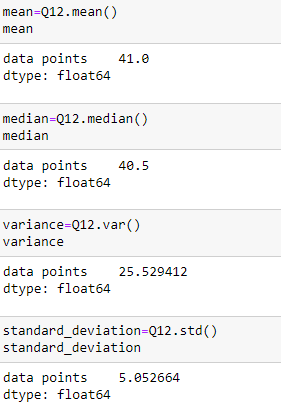 mean=Q12.mean()
mean
data points    41.0
dtype: float64
median=Q12.median()
median
data points    40.5
dtype: float64
variance=Q12.var()
variance
data points    25.529412
dtype: float64
standard_deviation=Q12.std()
standard_deviation
data points    5.052664
dtype: float64